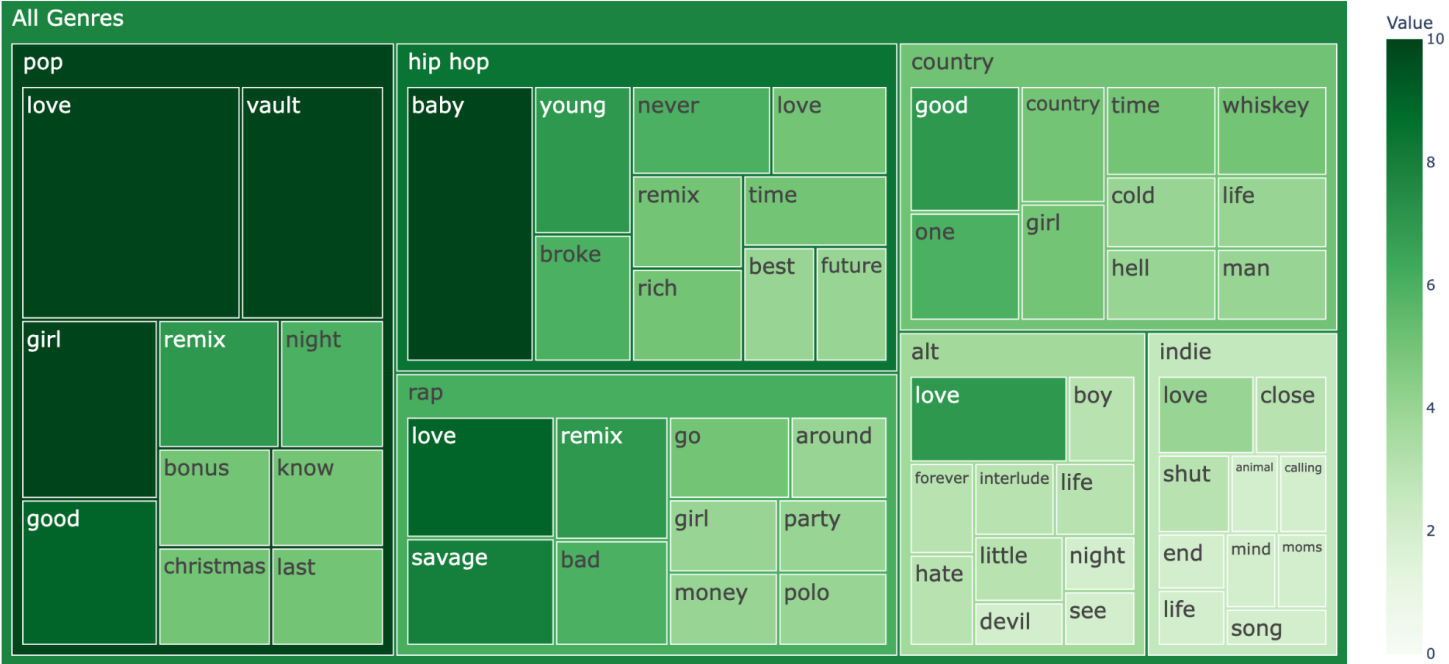 All Genres
pop
love
vault
girl
remix
night
good
bonus
know
christmas
last
hip hop
baby
young
never
love
broke
remix
time
rich
best
future
rap
love
remix
go
around
savage
bad
girl
party
money
polo
country
good
country
time
whiskey
one
girl
cold
life
hell
man
alt
love
boy
forever
interlude
life
hate
little
night
devil
see
indie
love
close
shut
animal
calling
end
mind
moms
life
song
Value
10
8
6
4
2
0